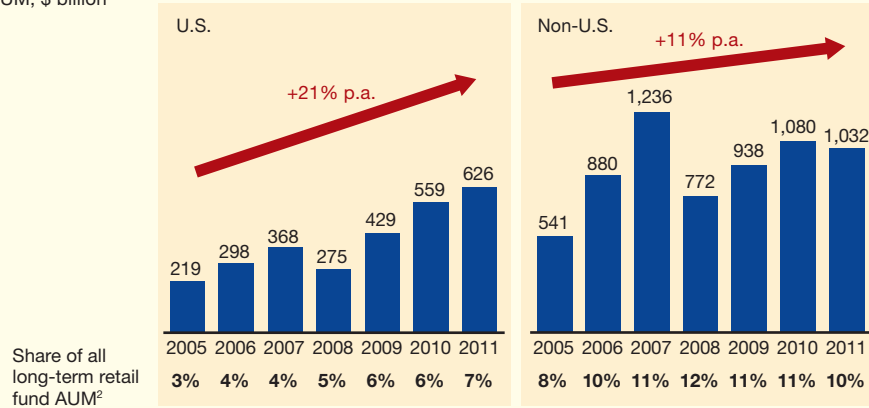 $ billion
U.S.
+21% p.a.
219 298 368 275 429 559 626
2005 2006 2007 2008 2009 2010 2011
Non-U.S.
+11% p.a.
541 880 1,236 772 938 1,080 1,032
2005 2006 2007 2008 2009 2010 2011
Share of all
long-term retail
fund AUM²
3% 4% 4% 5% 6% 6% 7%
8% 10% 11% 12% 11% 11% 10%